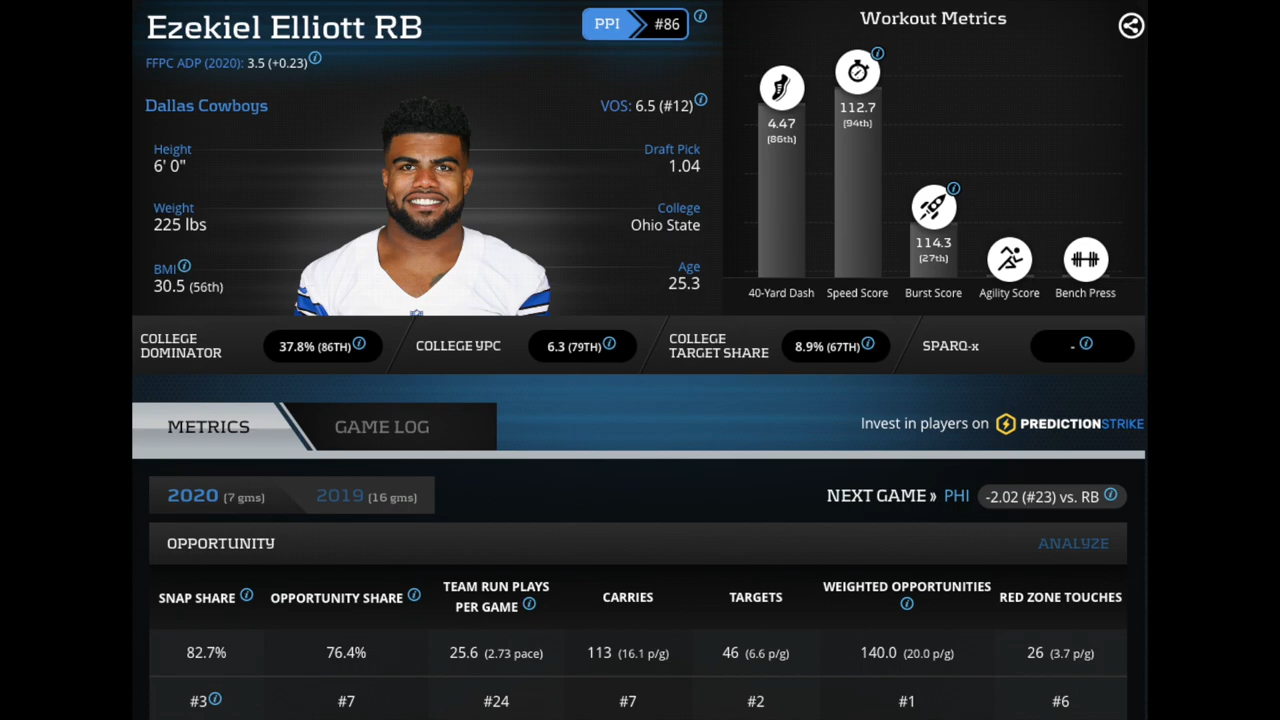 Ezekiel Elliott RB
PPI #86
FFPC ADP (2020): 3.5 (+0.23)
Dallas Cowboys
VOS: 6.5 (#12)
Height
6' 0"
Draft Pick
1.04
Weight
225 lbs
College
Ohio State
BMI
30.5 (56th)
Age
25.3
Workout Metrics
4.47
(86th)
112.7
(94th)
114.3
(27th)
40-Yard Dash Speed Score Burst Score Agility Score Bench Press
COLLEGE
DOMINATOR
37.8% (86TH)
COLLEGE YPC
6.3 (79TH)
COLLEGE
TARGET SHARE
8.9% (67TH)
SPARQ-x
-
METRICS
GAME LOG
Invest in players on PREDICTIONSTRIKE
2020 (7 gms)
2019 (16 gms)
NEXT GAME » PHI -2.02 (#23) vs. RB
OPPORTUNITY
ANALYZE
SNAP SHARE
OPPORTUNITY SHARE
TEAM RUN PLAYS
PER GAME
CARRIES
TARGETS
WEIGHTED OPPORTUNITIES
RED ZONE TOUCHES
82.7% 76.4% 25.6 (2.73 pace) 113 (16.1 p/g) 46 (6.6 p/g) 140.0 (20.0 p/g) 26 (3.7 p/g)
#3 #7 #24 #7 #2 #1 #6